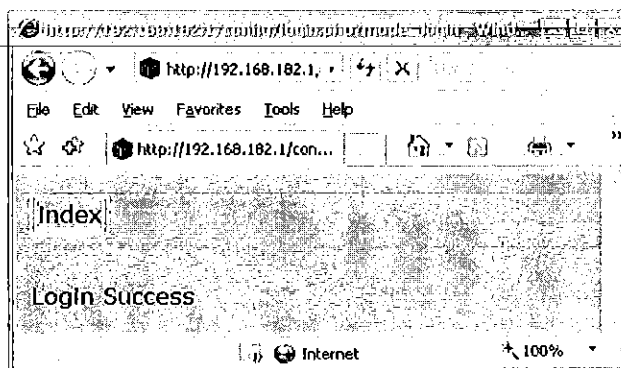 http://192.168.182.1/
File Edit View Favorites Tools Help
http://192.168.182.1/con...
»
Index
Login Success
Internet 100%